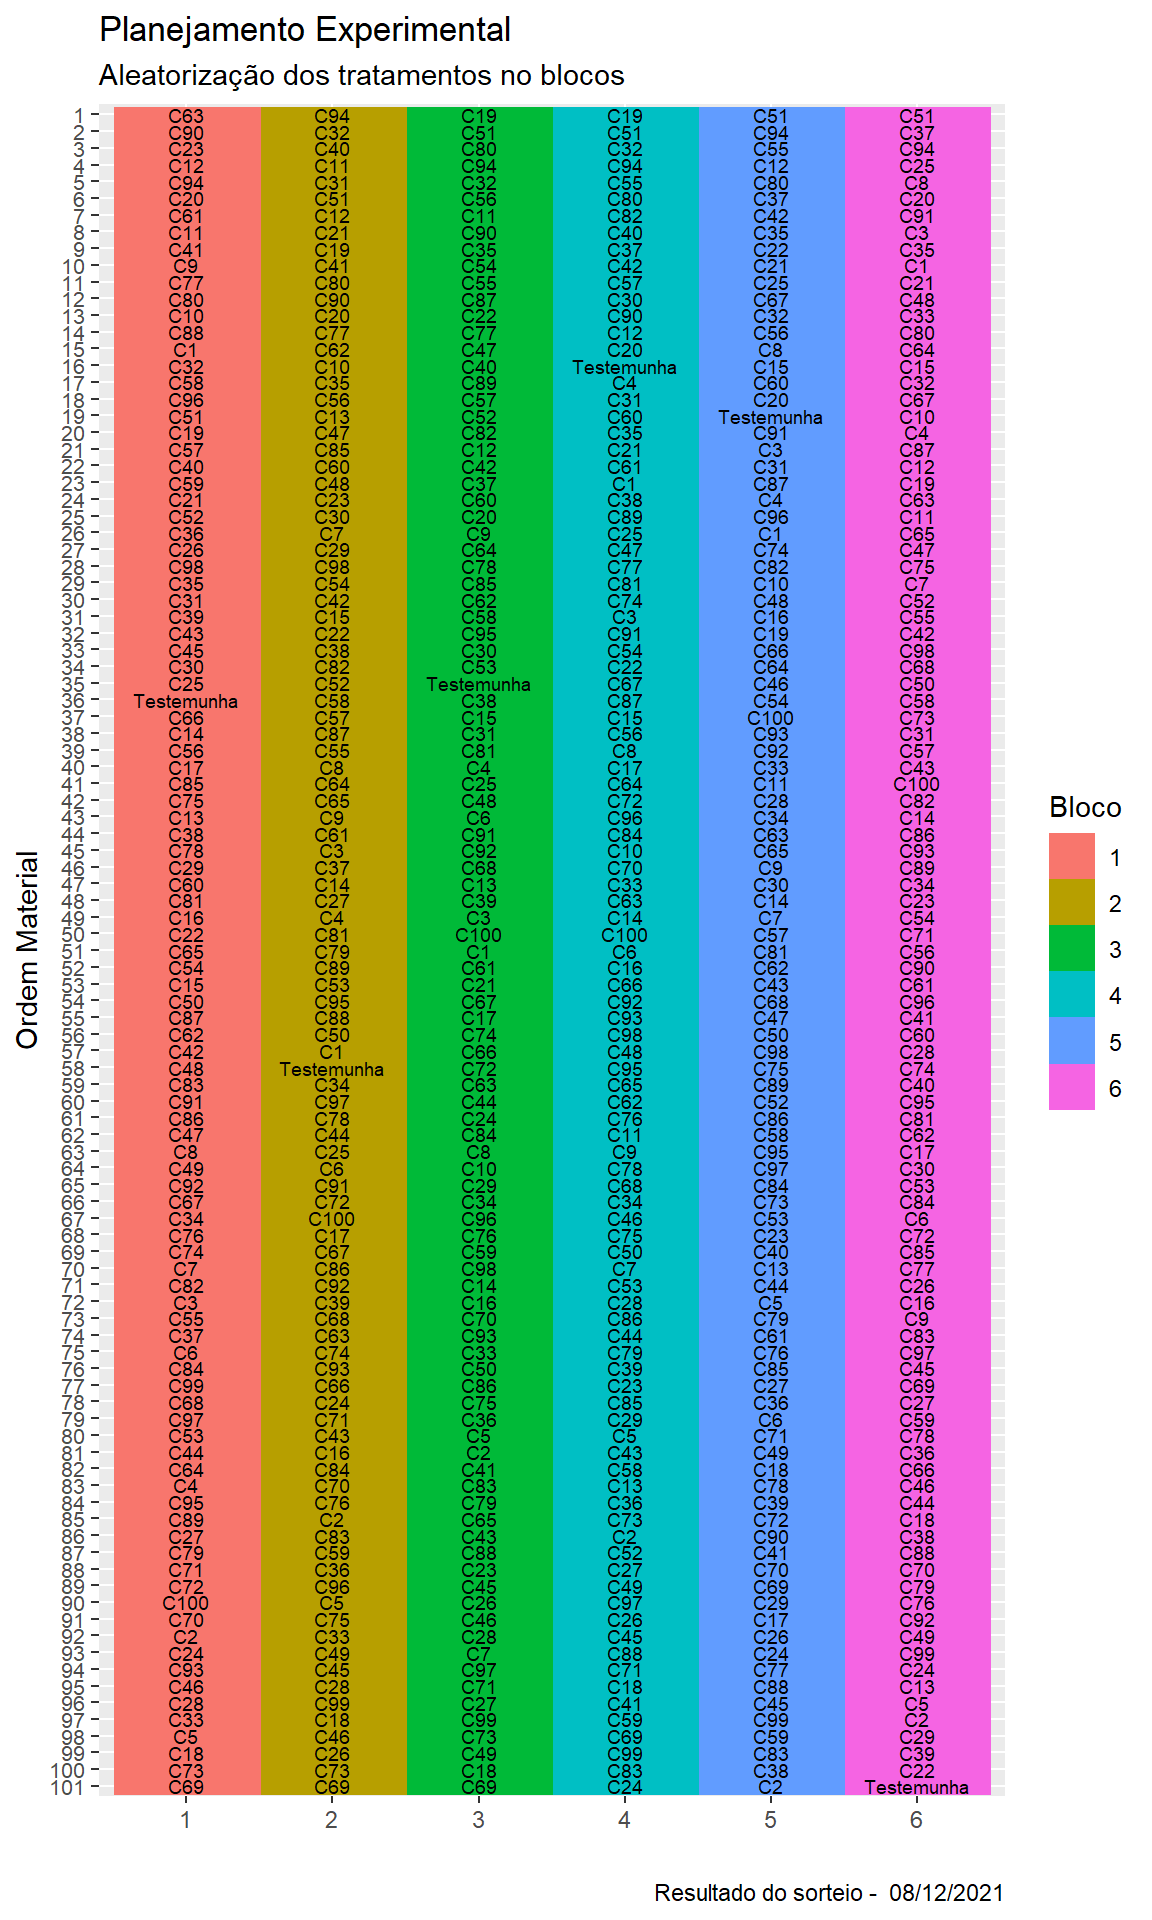 Planejamento Experimental
Aleatorização dos tratamentos no blocos
1 C63 C94 C19 C19 C51 C51
2 C90 C32 C51 C51 C94 C37
3 C23 C40 C80 C32 C55 C94
4 C12 C11 C94 C94 C12 C25
5 C94 C31 C32 C55 C80 C8
6 C20 C51 C56 C80 C37 C20
7 C61 C12 C11 C82 C42 C91
8 C11 C21 C90 C40 C35 C3
9 C41 C19 C35 C37 C22 C35
10 C9 C41 C54 C42 C21 C1
11 C77 C80 C55 C57 C25 C21
12 C80 C90 C87 C30 C67 C48
13 C10 C20 C22 C90 C32 C33
14 C88 C77 C77 C12 C56 C80
15 C1 C62 C47 C20 C8 C64
16 C32 C10 C40 Testemunha C15 C15
17 C58 C35 C89 C4 C60 C32
18 C96 C56 C57 C31 C20 C67
19 C51 C13 C52 C60 Testemunha C10
20 C19 C47 C82 C35 C91 C4
21 C57 C85 C12 C21 C3 C87
22 C40 C60 C42 C61 C31 C12
23 C59 C48 C37 C1 C87 C19
24 C21 C23 C60 C38 C4 C63
25 C52 C30 C20 C89 C96 C11
26 C36 C7 C9 C25 C1 C65
27 C26 C29 C64 C47 C74 C47
28 C98 C98 C78 C77 C82 C75
29 C35 C54 C85 C81 C10 C7
30 C31 C42 C62 C74 C48 C52
31 C39 C15 C58 C3 C16 C55
32 C43 C22 C95 C91 C19 C42
33 C45 C38 C30 C54 C66 C98
34 C30 C82 C53 C22 C64 C68
35 C25 C52 Testemunha C67 C46 C50
36 Testemunha C58 C38 C87 C54 C58
37 C66 C57 C15 C15 C100 C73
38 C14 C87 C31 C56 C93 C31
39 C56 C55 C81 C8 C92 C57
40 C17 C8 C4 C17 C33 C43
41 C85 C64 C25 C64 C11 C100
42 C75 C65 C48 C72 C28 C82
43 C13 C9 C6 C96 C34 C14
44 C38 C61 C91 C84 C63 C86
45 C78 C3 C92 C10 C65 C93
46 C29 C37 C68 C70 C9 C89
47 C60 C14 C13 C33 C30 C34
48 C81 C27 C39 C63 C14 C23
49 C16 C4 C3 C14 C7 C54
50 C22 C81 C100 C100 C57 C71
51 C65 C79 C1 C6 C81 C56
52 C54 C89 C61 C16 C62 C90
53 C15 C53 C21 C66 C43 C61
54 C50 C95 C67 C92 C68 C96
55 C87 C88 C17 C93 C47 C41
56 C62 C50 C74 C98 C50 C60
57 C42 C1 C66 C48 C98 C28
58 C48 Testemunha C72 C95 C75 C74
59 C83 C34 C63 C65 C89 C40
60 C91 C97 C44 C62 C52 C95
61 C86 C78 C24 C76 C86 C81
62 C47 C44 C84 C11 C58 C62
63 C8 C25 C8 C9 C95 C17
64 C49 C6 C10 C78 C97 C30
65 C92 C91 C29 C68 C84 C53
66 C67 C72 C34 C34 C73 C84
67 C34 C100 C96 C46 C53 C6
68 C76 C17 C76 C75 C23 C72
69 C74 C67 C59 C50 C40 C85
70 C7 C86 C98 C7 C13 C77
71 C82 C92 C14 C53 C44 C26
72 C3 C39 C16 C28 C5 C16
73 C55 C68 C70 C86 C79 C9
74 C37 C63 C93 C44 C61 C83
75 C6 C74 C33 C79 C76 C97
76 C84 C93 C50 C39 C85 C45
77 C99 C66 C86 C23 C27 C69
78 C68 C24 C75 C85 C36 C27
79 C97 C71 C36 C29 C6 C59
80 C53 C43 C5 C5 C71 C78
81 C44 C16 C2 C43 C49 C36
82 C64 C84 C41 C58 C18 C66
83 C4 C70 C83 C13 C78 C46
84 C95 C76 C79 C36 C39 C44
85 C89 C2 C65 C73 C72 C18
86 C27 C83 C43 C2 C90 C38
87 C79 C59 C88 C52 C41 C88
88 C71 C36 C23 C27 C70 C70
89 C72 C96 C45 C49 C69 C79
90 C100 C5 C26 C97 C29 C76
91 C70 C75 C46 C26 C17 C92
92 C2 C33 C28 C45 C26 C49
93 C24 C49 C7 C88 C24 C99
94 C93 C45 C97 C71 C77 C24
95 C46 C28 C71 C18 C88 C13
96 C28 C99 C27 C41 C45 C5
97 C33 C18 C99 C59 C99 C2
98 C5 C46 C73 C69 C59 C29
99 C18 C26 C49 C99 C83 C39
100 C73 C73 C18 C83 C38 C22
101 C69 C69 C69 C24 C2 Testemunha
1 2 3 4 5 6
Ordem Material
Bloco
1
2
3
4
5
6
Resultado do sorteio - 08/12/2021